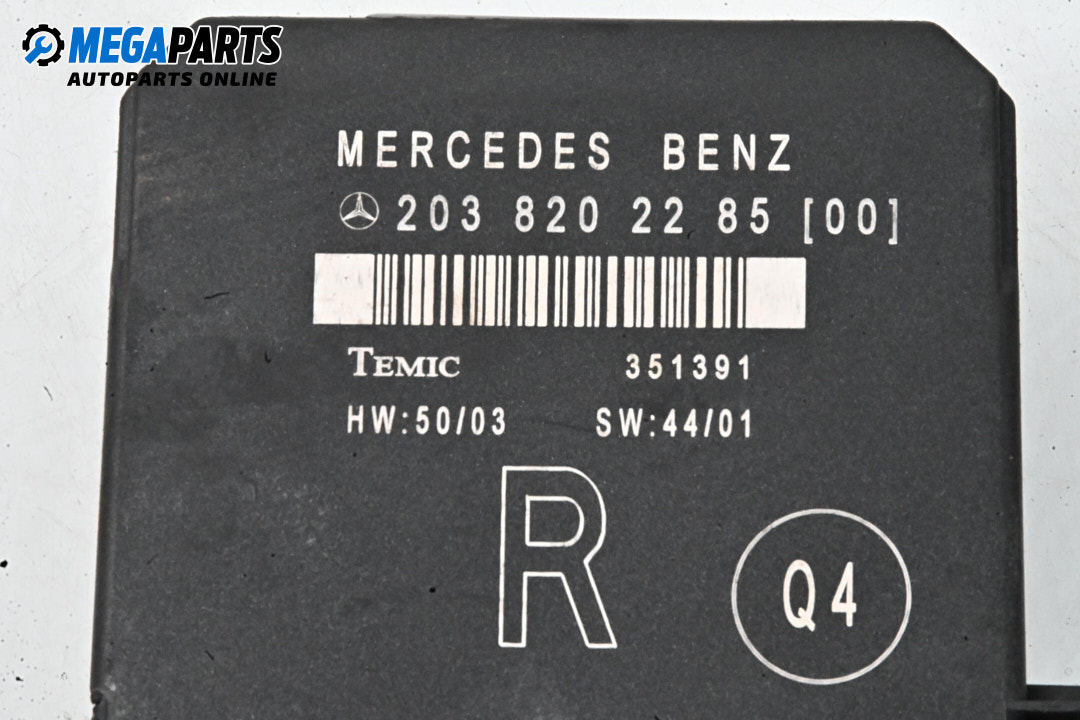 MEGAPARTS
AUTOPARTS ONLINE
MERCEDES BENZ
203 820 22 85 [00]
TEMIC 351391
HW:50/03 SW:44/01
R
Q4